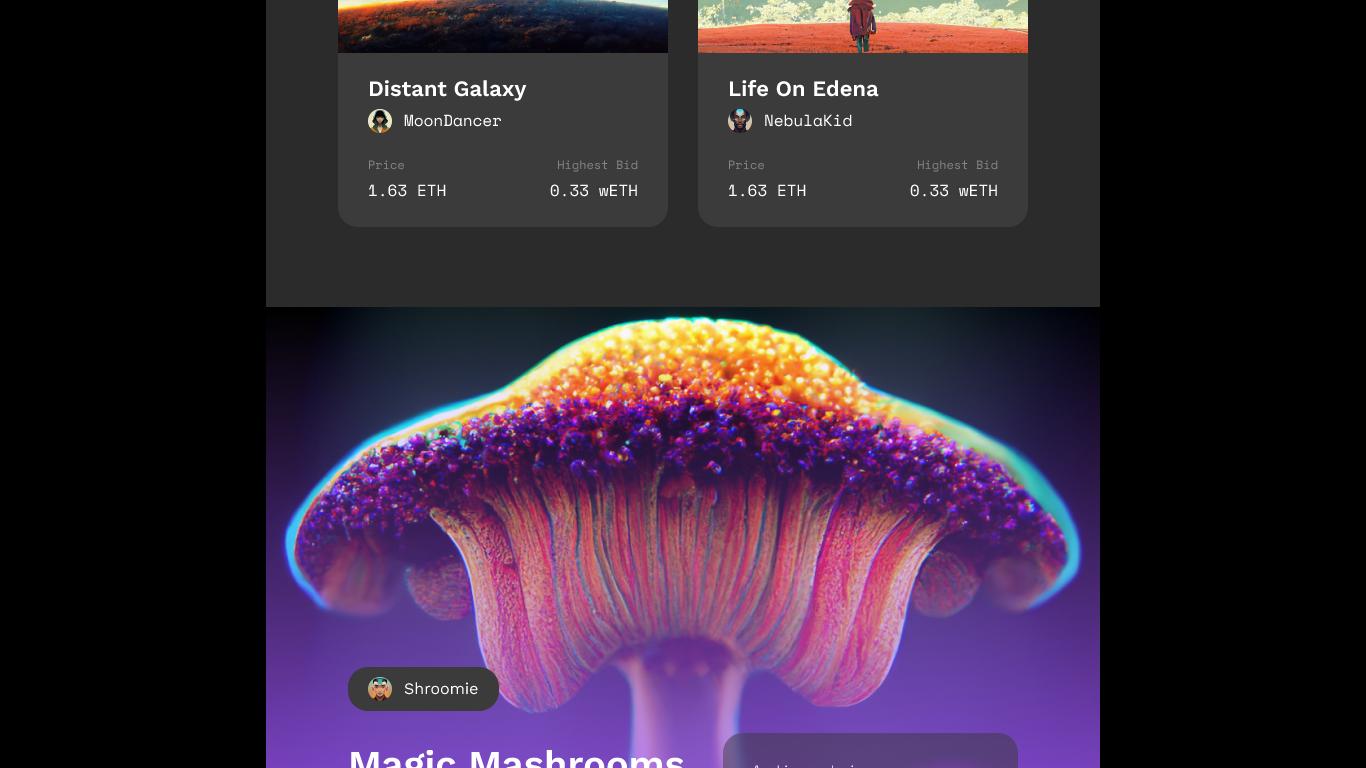 Distant Galaxy
MoonDancer
Price
Highest Bid
1.63 ETH
0.33 wETH
Life On Edena
NebulaKid
Price
Highest Bid
1.63 ETH
0.33 wETH
Shroomie
Magic Mashrooms